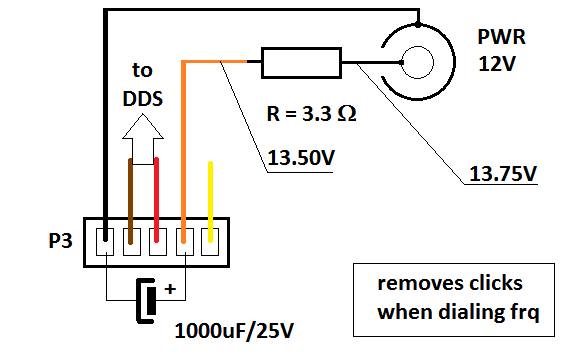 PWR
12V
to
DDS
R = 3.3 Ω
13.50V
13.75V
P3
+
1000uF/25V
removes clicks
when dialing frq